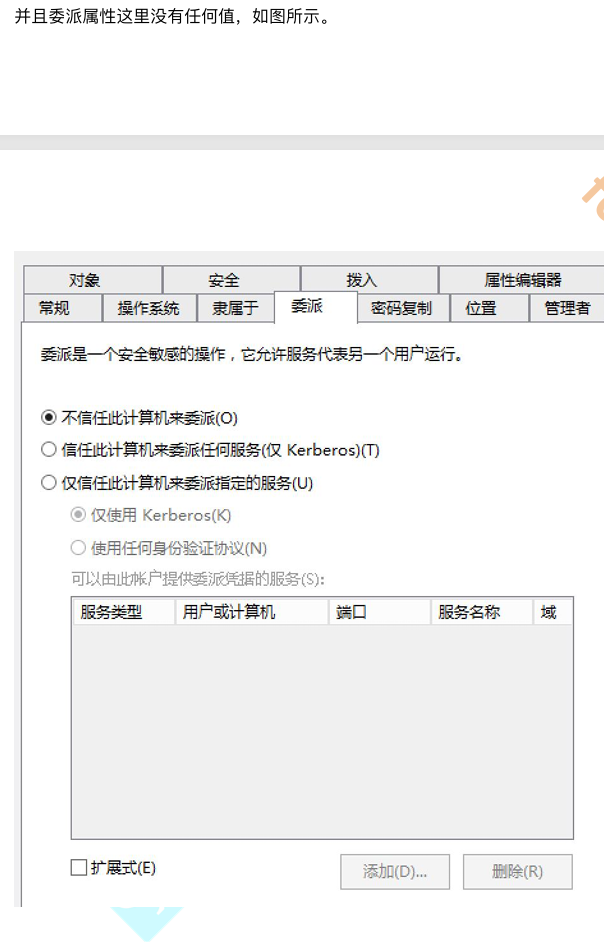 并且委派属性这里没有任何值，如图所示。
对象 安全 拨入 属性编辑器
常规 操作系统 隶属于 委派 密码复制 位置 管理者
委派是一个安全敏感的操作，它允许服务代表另一个用户运行。
不信任此计算机来委派(O)
信任此计算机来委派任何服务(仅 Kerberos)(T)
仅信任此计算机来委派指定的服务(U)
仅使用 Kerberos(K)
使用任何身份验证协议(N)
可以由此帐户提供委派凭据的服务(S):
服务类型 用户或计算机 端口 服务名称 域
扩展式(E) 添加(D)... 删除(R)